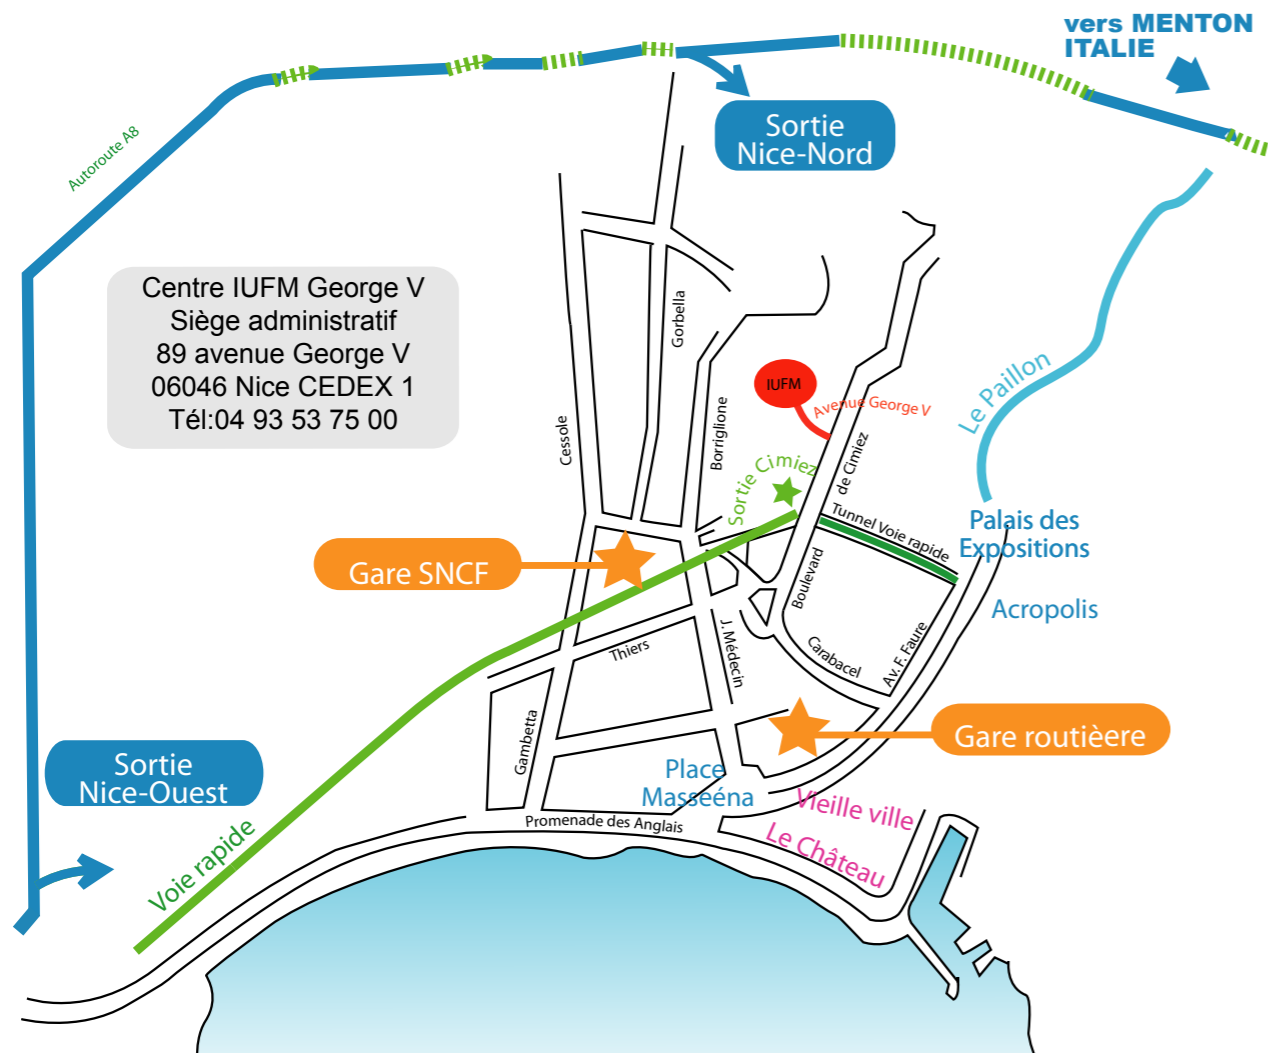 vers MENTON
ITALIE
Sortie
Nice-Nord
Autoroute A8
Centre IUFM George V
Siège administratif
89 avenue George V
06046 Nice CEDEX 1
Tél:04 93 53 75 00
Gorbella
Le Paillon
IUFM
Avenue George V
Cessole
Borriglione
de Cimiez
Sortie Cimiez
Tunnel Voie rapide
Palais des
Expositions
Gare SNCF
Boulevard
Acropolis
Thiers
J. Médecin
Carabacel
Av. F. Faure
Gambetta
Gare routièere
Sortie
Nice-Ouest
Place
Masseéna
Vieille ville
Promenade des Anglais
Le Château
Voie rapide